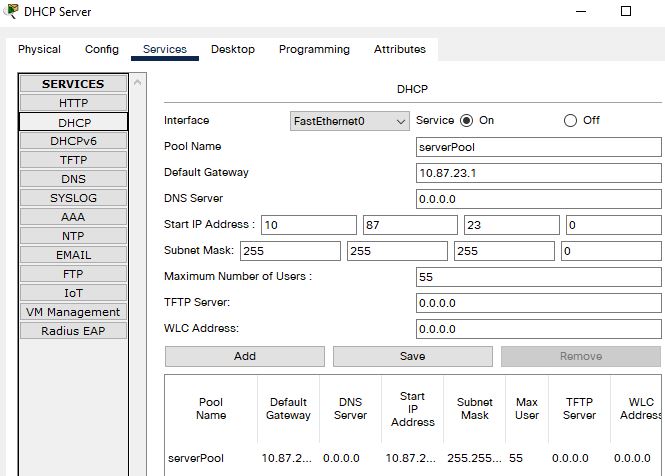 DHCP Server
Physical Config Services Desktop Programming Attributes
SERVICES
HTTP
DHCP
DHCPv6
TFTP
DNS
SYSLOG
AAA
NTP
EMAIL
FTP
IoT
VM Management
Radius EAP
DHCP
Interface FastEthernet0 Service On Off
Pool Name serverPool
Default Gateway 10.87.23.1
DNS Server 0.0.0.0
Start IP Address : 10 87 23 0
Subnet Mask: 255 255 255 0
Maximum Number of Users : 55
TFTP Server: 0.0.0.0
WLC Address: 0.0.0.0
Add Save Remove
Pool Name Default Gateway DNS Server Start IP Address Subnet Mask Max User TFTP Server WLC Address
serverPool 10.87.2... 0.0.0.0 10.87.2... 255.255... 55 0.0.0.0 0.0.0.0